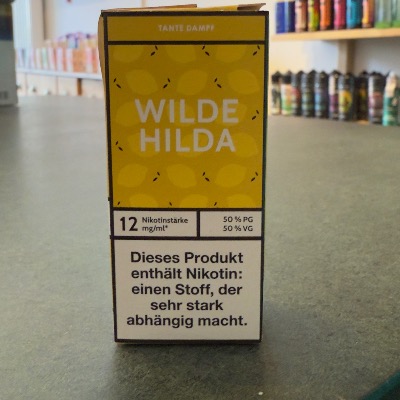 TANTE DAMPF
WILDE
HILDA
12 Nikotinstärke
mg/ml*
50 % PG
50 % VG
Dieses Produkt
enthält Nikotin:
einen Stoff, der
sehr stark
abhängig macht.